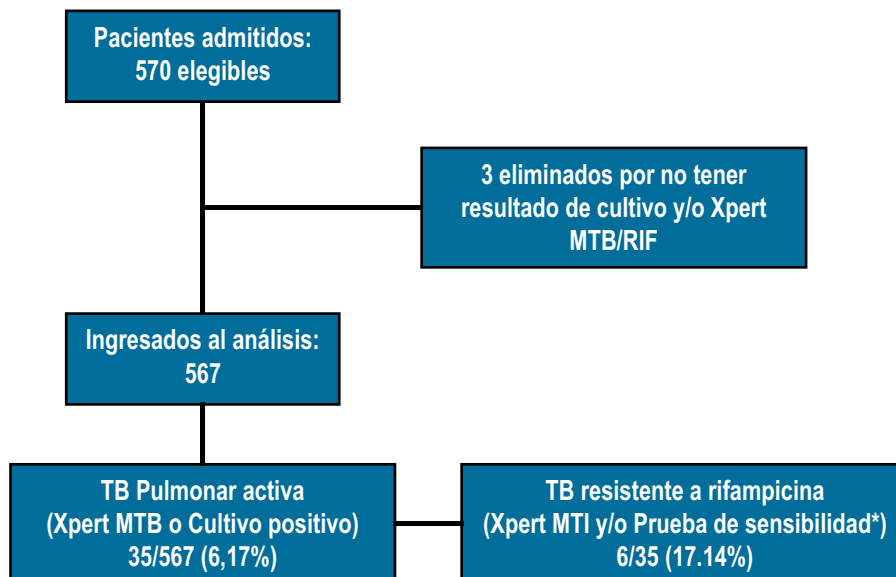 Pacientes admitidos:
570 elegibles
3 eliminados por no tener
resultado de cultivo y/o Xpert
MTB/RIF
Ingresados al análisis:
567
TB Pulmonar activa
(Xpert MTB o Cultivo positivo)
35/567 (6,17%)
TB resistente a rifampicina
(Xpert MTI y/o Prueba de sensibilidad*)
6/35 (17.14%)